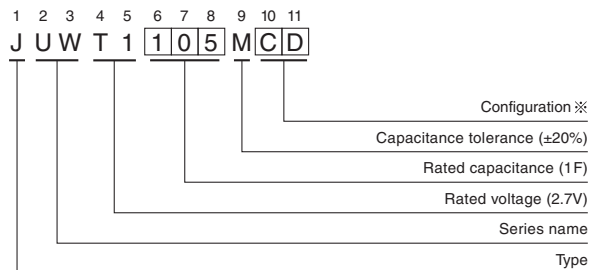 1 2 3 4 5 6 7 8 9 10 11
J U W T 1 1 0 5 M C D
Configuration ※
Capacitance tolerance (±20%)
Rated capacitance (1F)
Rated voltage (2.7V)
Series name
Type